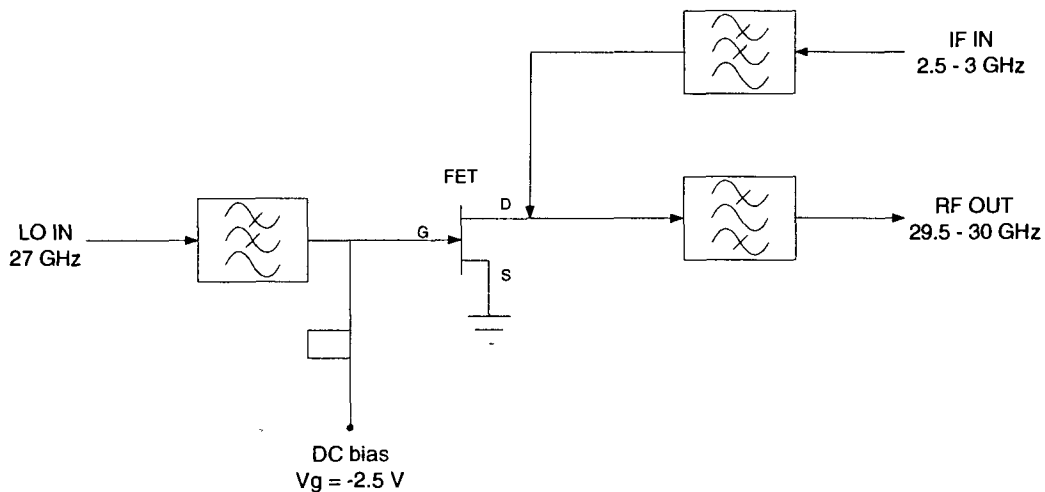 IF IN
2.5 - 3 GHz
FET
D
LO IN
27 GHz
G
RF OUT
29.5 - 30 GHz
S
DC bias
Vg = -2.5 V